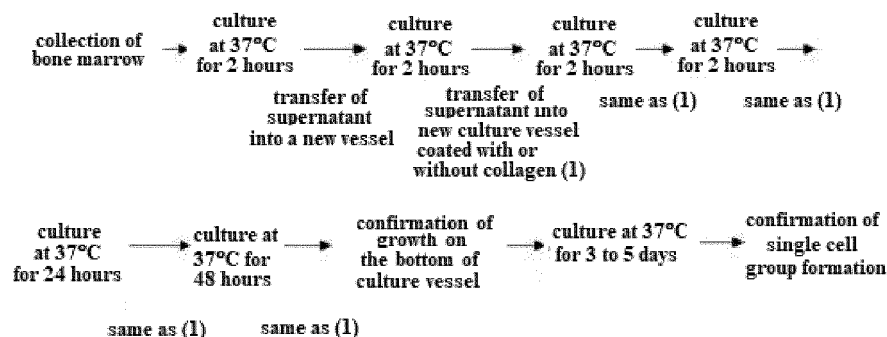 collection of
bone marrow
culture
at 37°C
for 2 hours
culture
at 37°C
for 2 hours
culture
at 37°C
for 2 hours
culture
at 37°C
for 2 hours
transfer of
supernatant
into a new vessel
transfer of
supernatant into
new culture vessel
coated with or
without collagen (1)
same as (1)
same as (1)
culture
at 37°C
for 24 hours
culture at
37°C for
48 hours
confirmation of
growth on
the bottom of
culture vessel
culture at 37°C
for 3 to 5 days
confirmation of
single cell
group formation
same as (1)
same as (1)